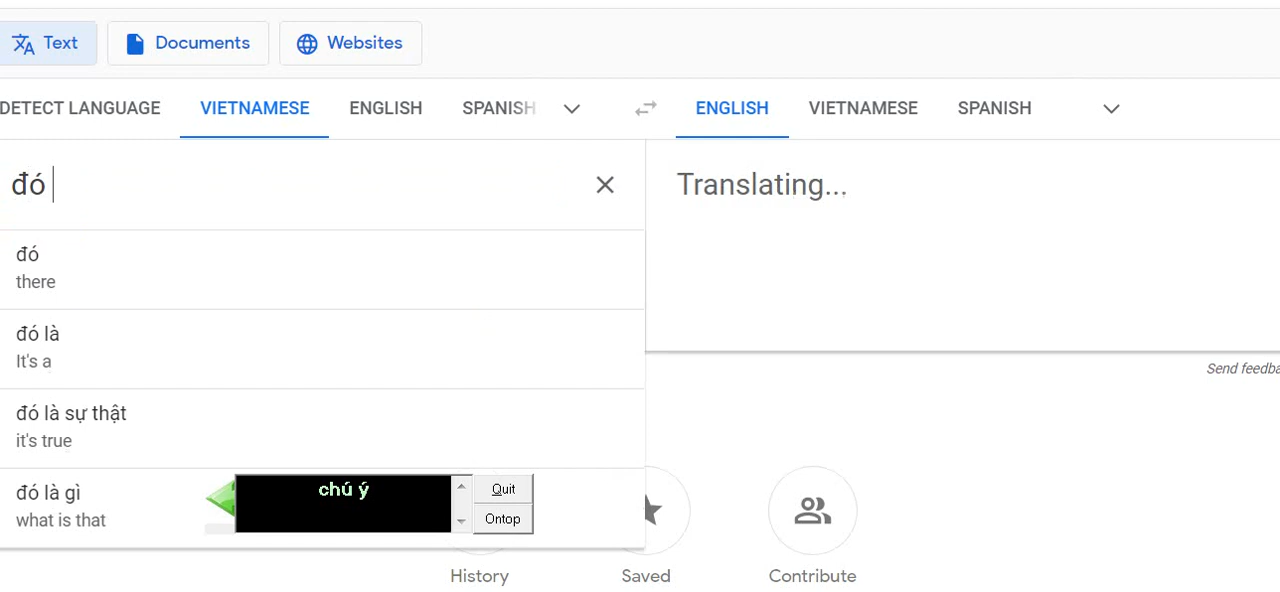 Text Documents Websites
DETECT LANGUAGE VIETNAMESE ENGLISH SPANISH ENGLISH VIETNAMESE SPANISH
đó
Translating...
đó
there
đó là
It's a
Send feedba
đó là sự thật
it's true
đó là gì
what is that
chú ý
Quit
Ontop
History Saved Contribute